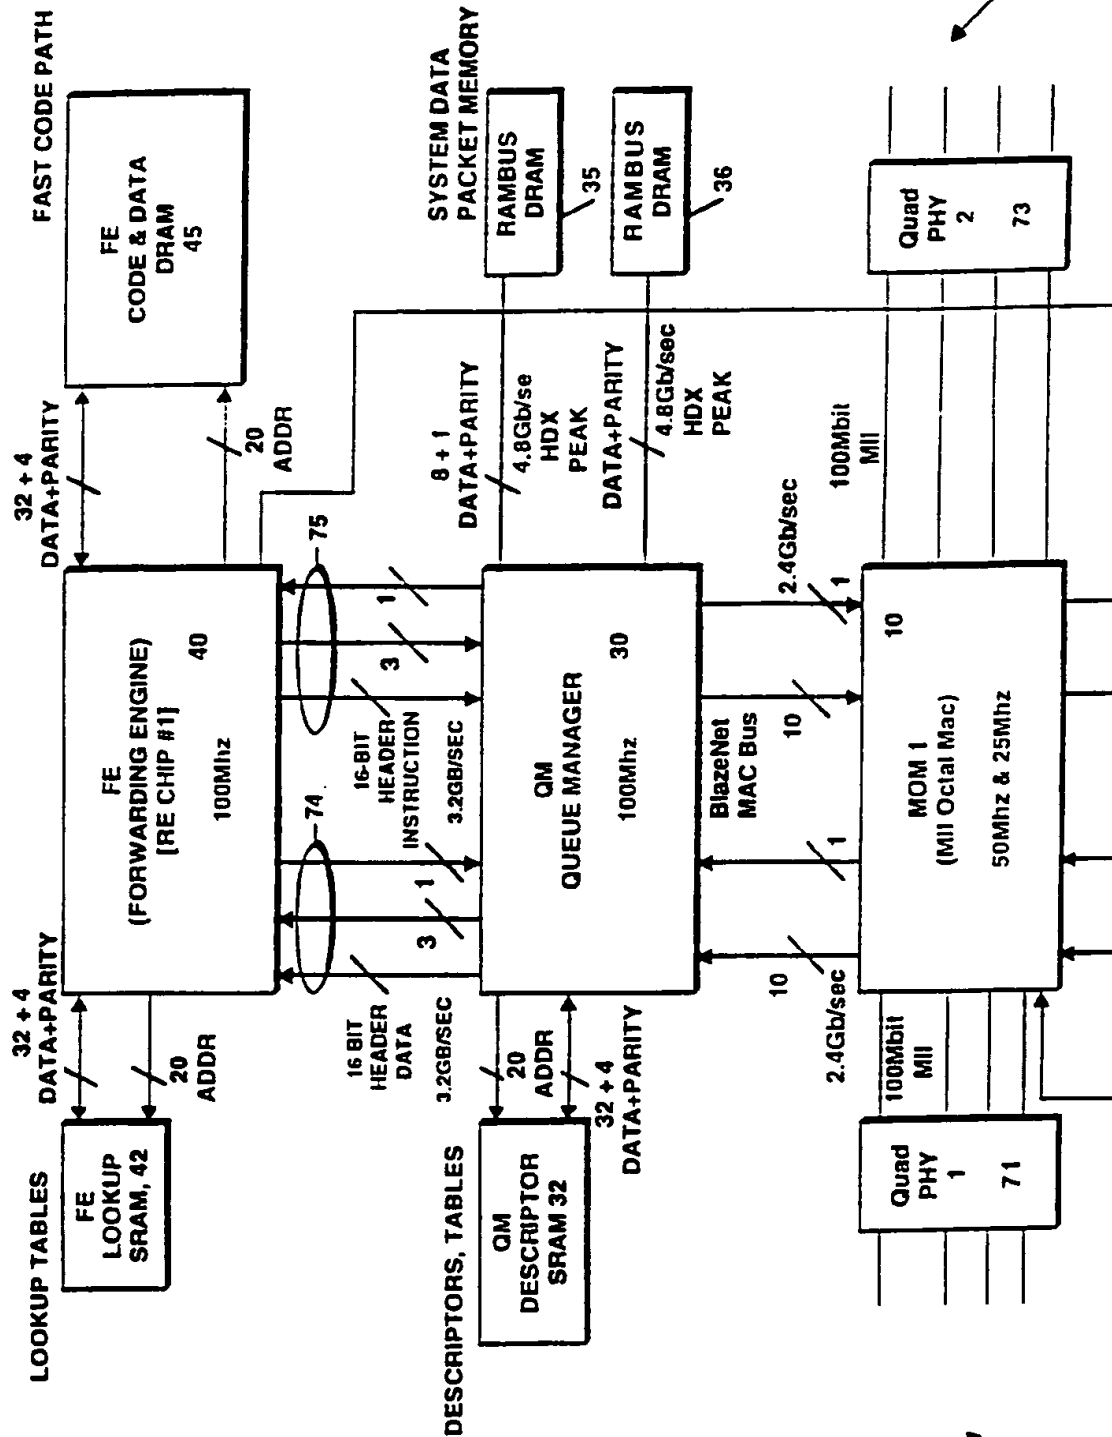 LOOKUP TABLES
FE
LOOKUP
SRAM, 42
32 + 4
DATA+PARITY
20
ADDR
FE
(FORWARDING ENGINE)
[RE CHIP #1]
100Mhz
40
32 + 4
DATA+PARITY
20
ADDR
FAST CODE PATH
FE
CODE & DATA
DRAM
45
74
75
16 BIT
HEADER
DATA
3.2GB/SEC
3
1
16-BIT
HEADER
INSTRUCTION
3.2GB/SEC
3
1
DESCRIPTORS, TABLES
QM
DESCRIPTOR
SRAM 32
20
ADDR
32 + 4
DATA+PARITY
QM
QUEUE MANAGER
100Mhz
30
8 + 1
DATA+PARITY
4.8Gb/se
HDX
PEAK
DATA+PARITY
4.8Gb/sec
HDX
PEAK
SYSTEM DATA
PACKET MEMORY
RAMBUS
DRAM
35
RAMBUS
DRAM
36
10
2.4Gb/sec
1
BlazeNet
MAC Bus
10
2.4Gb/sec
1
Quad
PHY
1
71
100Mbit
MII
MOM 1
(MII Octal Mac)
50Mhz & 25Mhz
10
100Mbit
MII
Quad
PHY
2
73